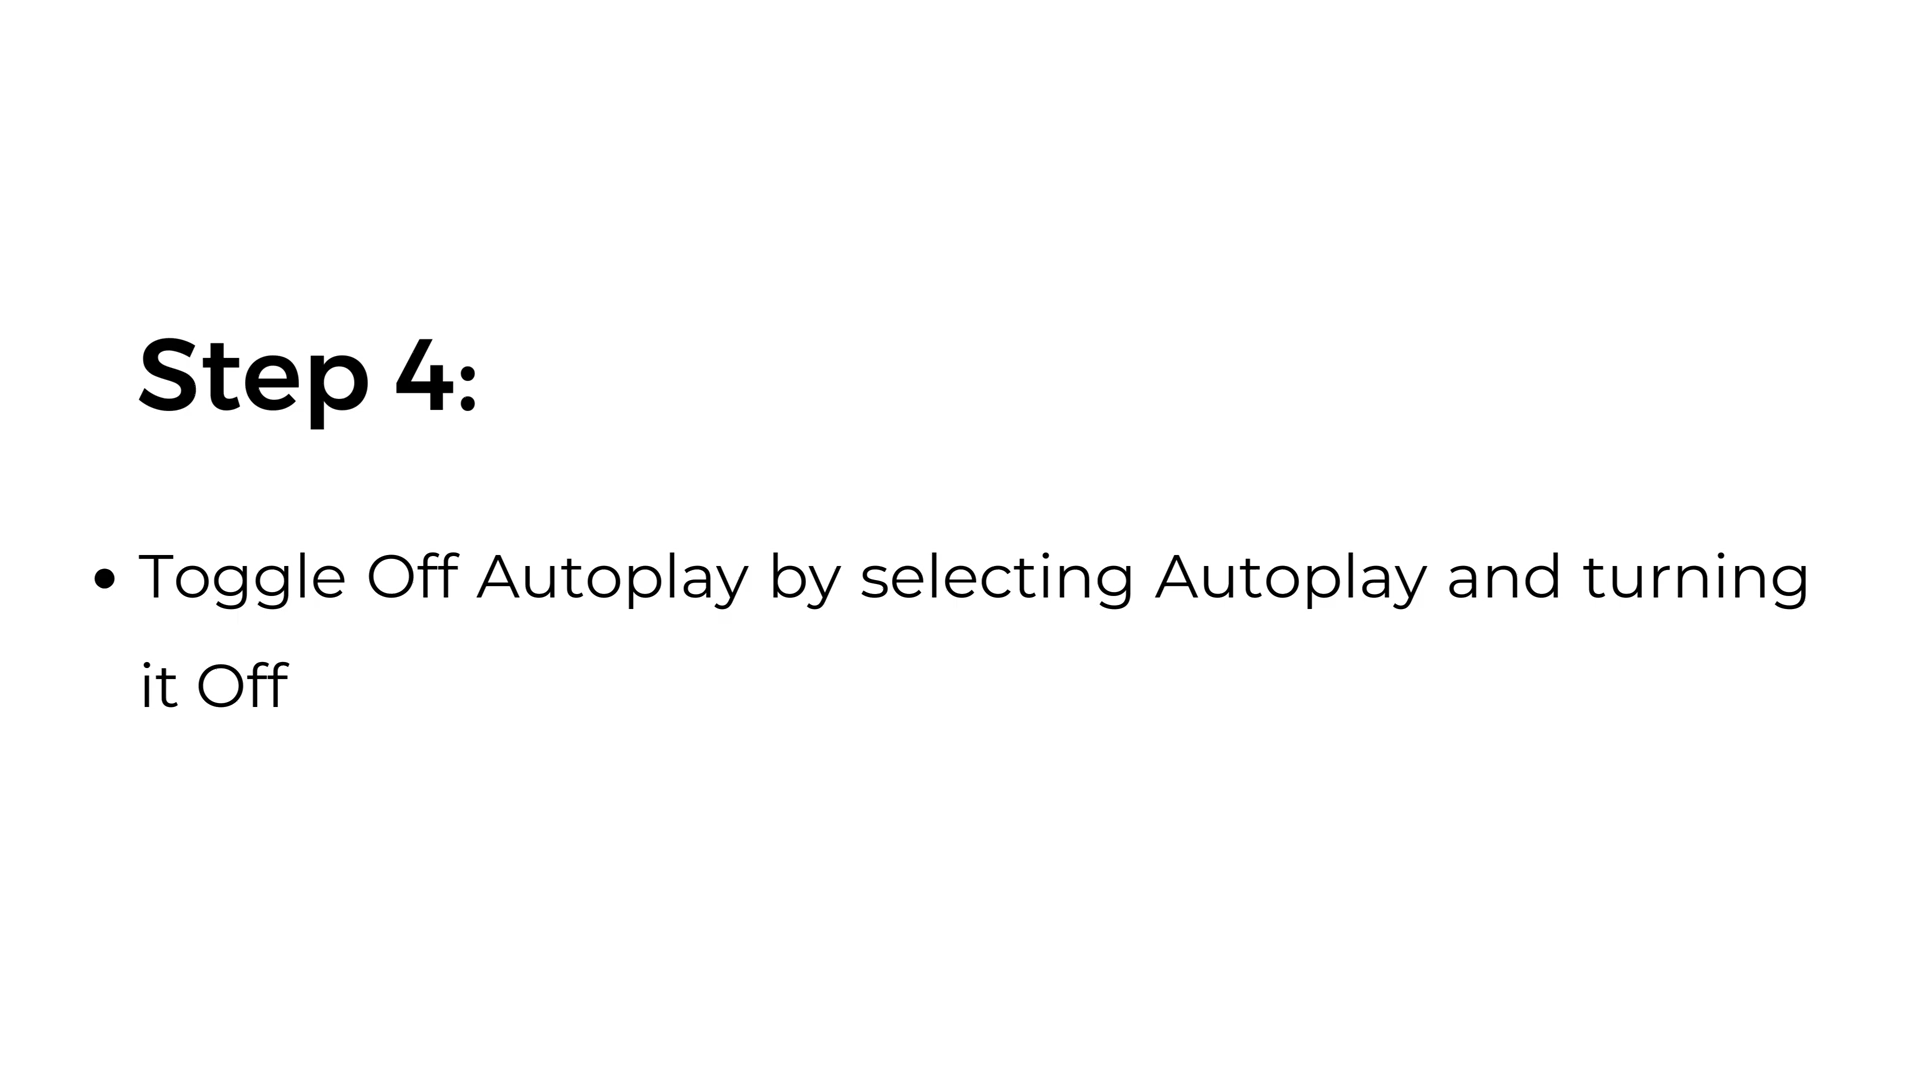 Step 4:
• Toggle Off Autoplay by selecting Autoplay and turning
it Off